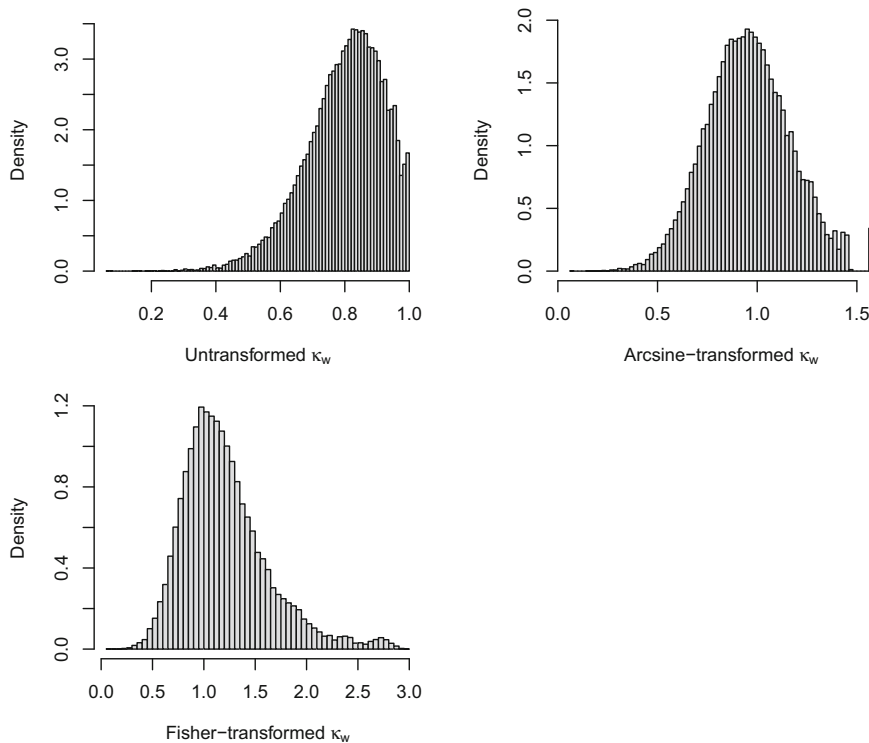 Density
0.0 1.0 2.0 3.0
0.2 0.4 0.6 0.8 1.0
Untransformed κw
Density
0.0 0.5 1.0 1.5 2.0
0.0 0.5 1.0 1.5
Arcsine−transformed κw
Density
0.0 0.4 0.8 1.2
0.0 0.5 1.0 1.5 2.0 2.5 3.0
Fisher−transformed κw